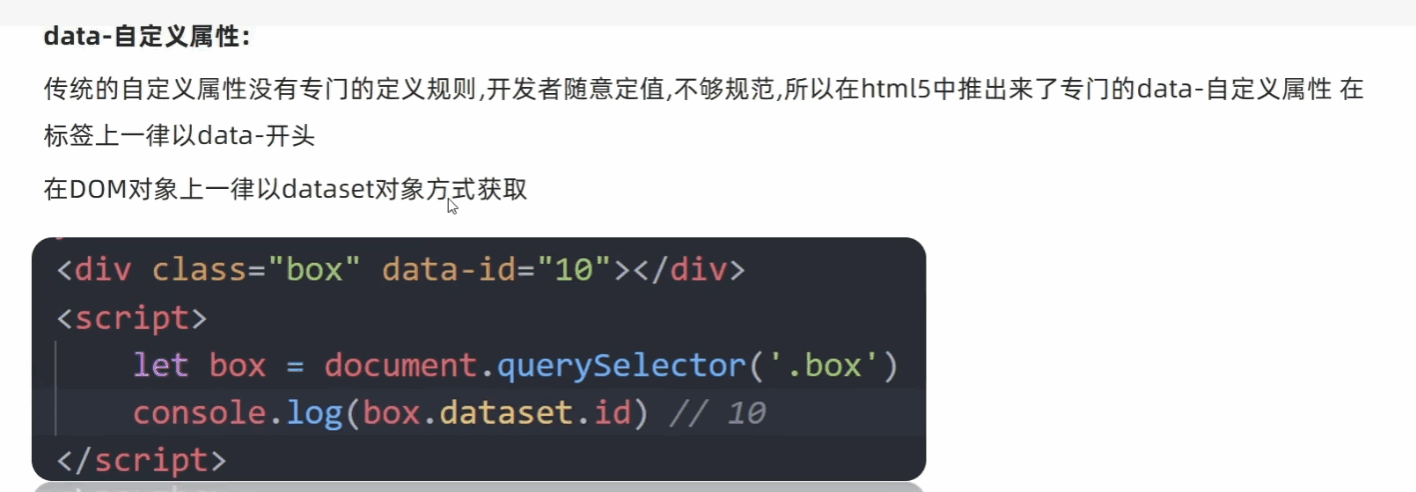 data-自定义属性:
传统的自定义属性没有专门的定义规则,开发者随意定值,不够规范,所以在html5中推出来了专门的data-自定义属性 在
标签上一律以data-开头
在DOM对象上一律以dataset对象方式获取
<div class="box" data-id="10"></div>
<script>
let box = document.querySelector('.box')
console.log(box.dataset.id) // 10
</script>